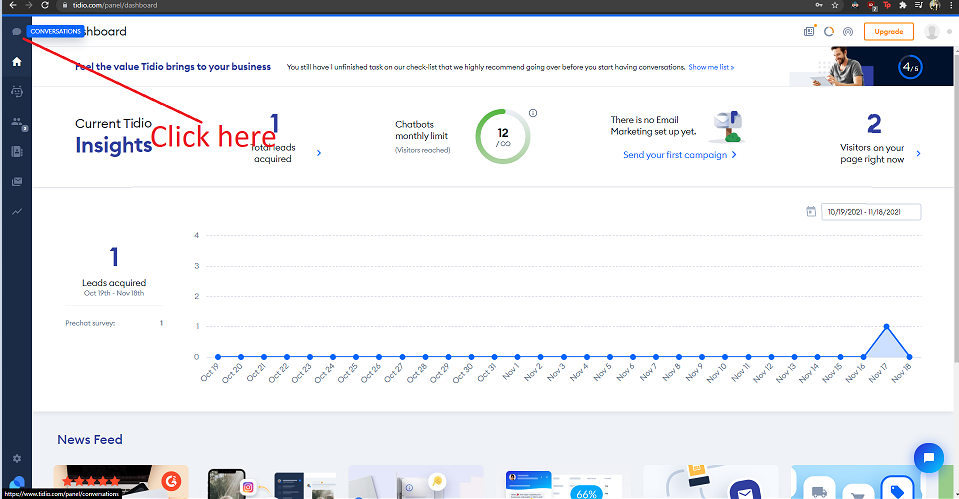 tidio.com/panel/dashboard
2
CONVERSATIONS
shboard
Upgrade
Feel the value Tidio brings to your business
You still have 1 unfinished task on our check-list that we highly recommend going over before you start having conversations. Show me list »
4/5
Click here
Current Tidio
Insights
1
Total leads
acquired
Chatbots
monthly limit
(Visitors reached)
12
/∞
There is no Email
Marketing set up yet.
Send your first campaign
2
Visitors on your
page right now
2
10/19/2021 - 11/18/2021
1
Leads acquired
Oct 19th - Nov 18th
Prechat survey: 1
4
3
2
1
0
Oct 19 Oct 20 Oct 21 Oct 22 Oct 23 Oct 24 Oct 25 Oct 26 Oct 27 Oct 28 Oct 29 Oct 30 Oct 31 Nov 1 Nov 2 Nov 3 Nov 4 Nov 5 Nov 6 Nov 7 Nov 8 Nov 9 Nov 10 Nov 11 Nov 12 Nov 13 Nov 14 Nov 15 Nov 16 Nov 17 Nov 18
News Feed
66%
https://www.tidio.com/panel/conversations